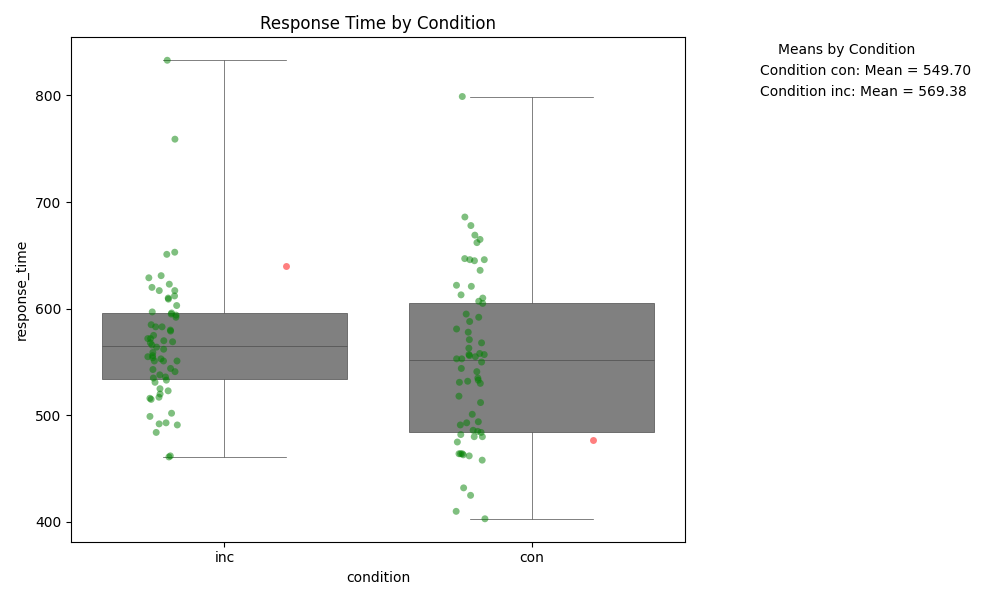 Response Time by Condition
Means by Condition
Condition con: Mean = 549.70
Condition inc: Mean = 569.38
response_time
800
700
600
500
400
inc
con
condition